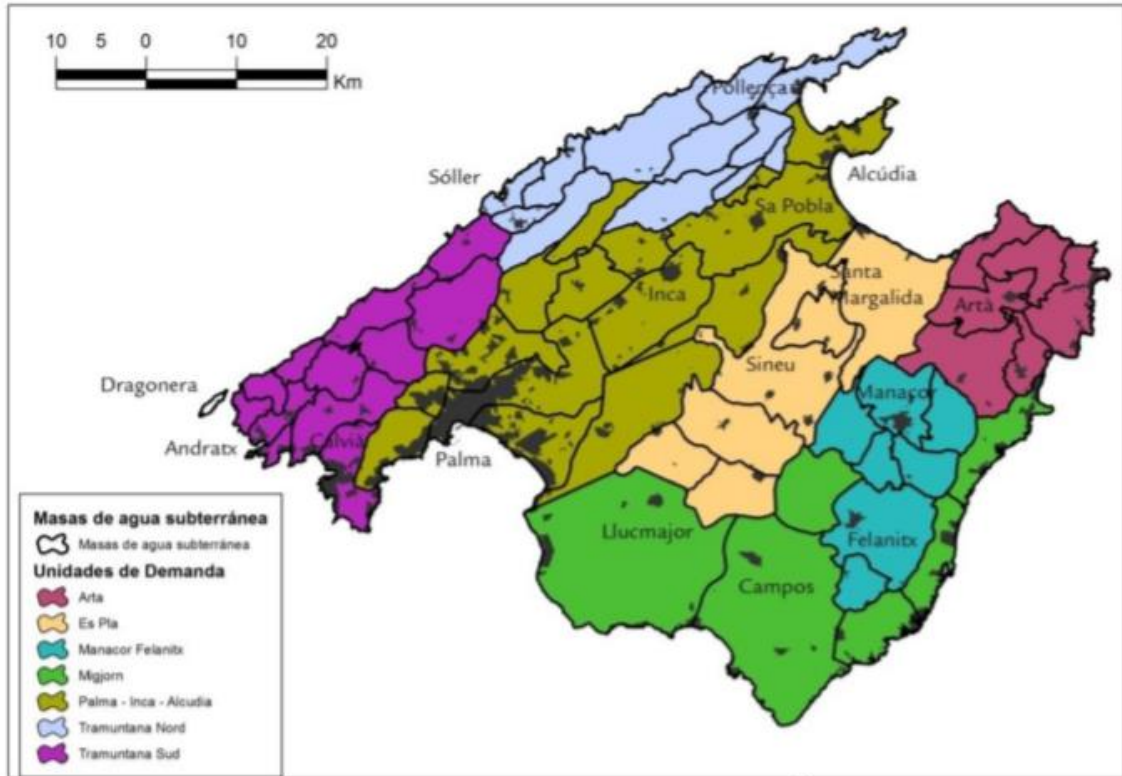 10 5 0 10 20
Km
Pollença
Sóller
Alcúdia
Sa Pobla
Inca
Santa
Margalida
Artà
Sineu
Dragonera
Manacor
Andratx
Calvià
Palma
Llucmajor
Felanitx
Campos
Masas de agua subterránea
Masas de agua subterránea
Unidades de Demanda
Arta
Es Pla
Manacor Felanitx
Migjorn
Palma - Inca - Alcudia
Tramuntana Nord
Tramuntana Sud